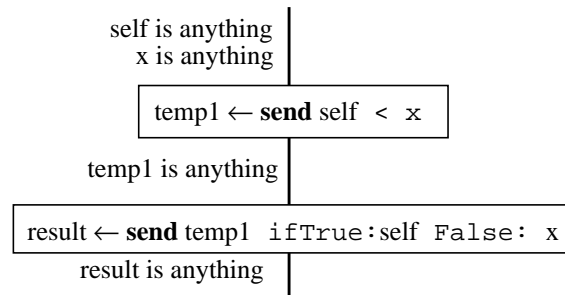 self is anything
x is anything
temp1 ← send self < x
temp1 is anything
result ← send temp1 ifTrue:self False: x
result is anything